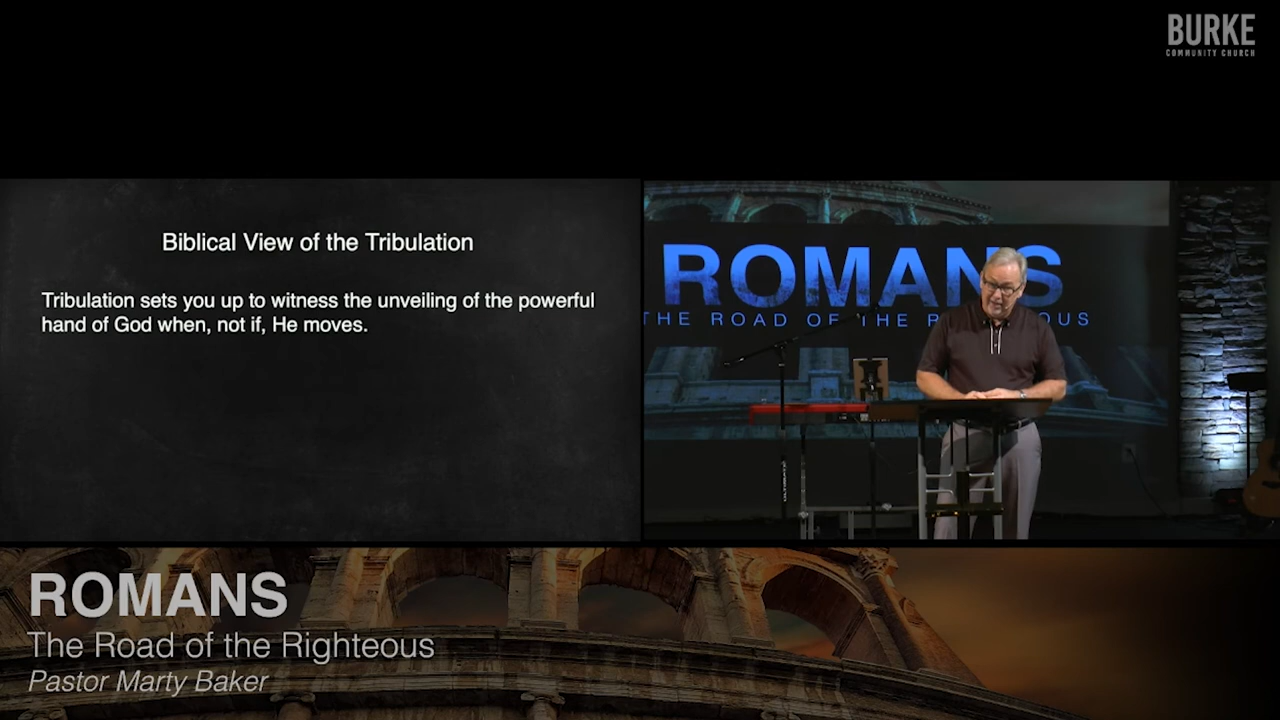 BURKE
COMMUNITY CHURCH
Biblical View of the Tribulation
Tribulation sets you up to witness the unveiling of the powerful
hand of God when, not if, He moves.
ROMANS
THE ROAD OF THE R OUS
ROMANS
The Road of the Righteous
Pastor Marty Baker